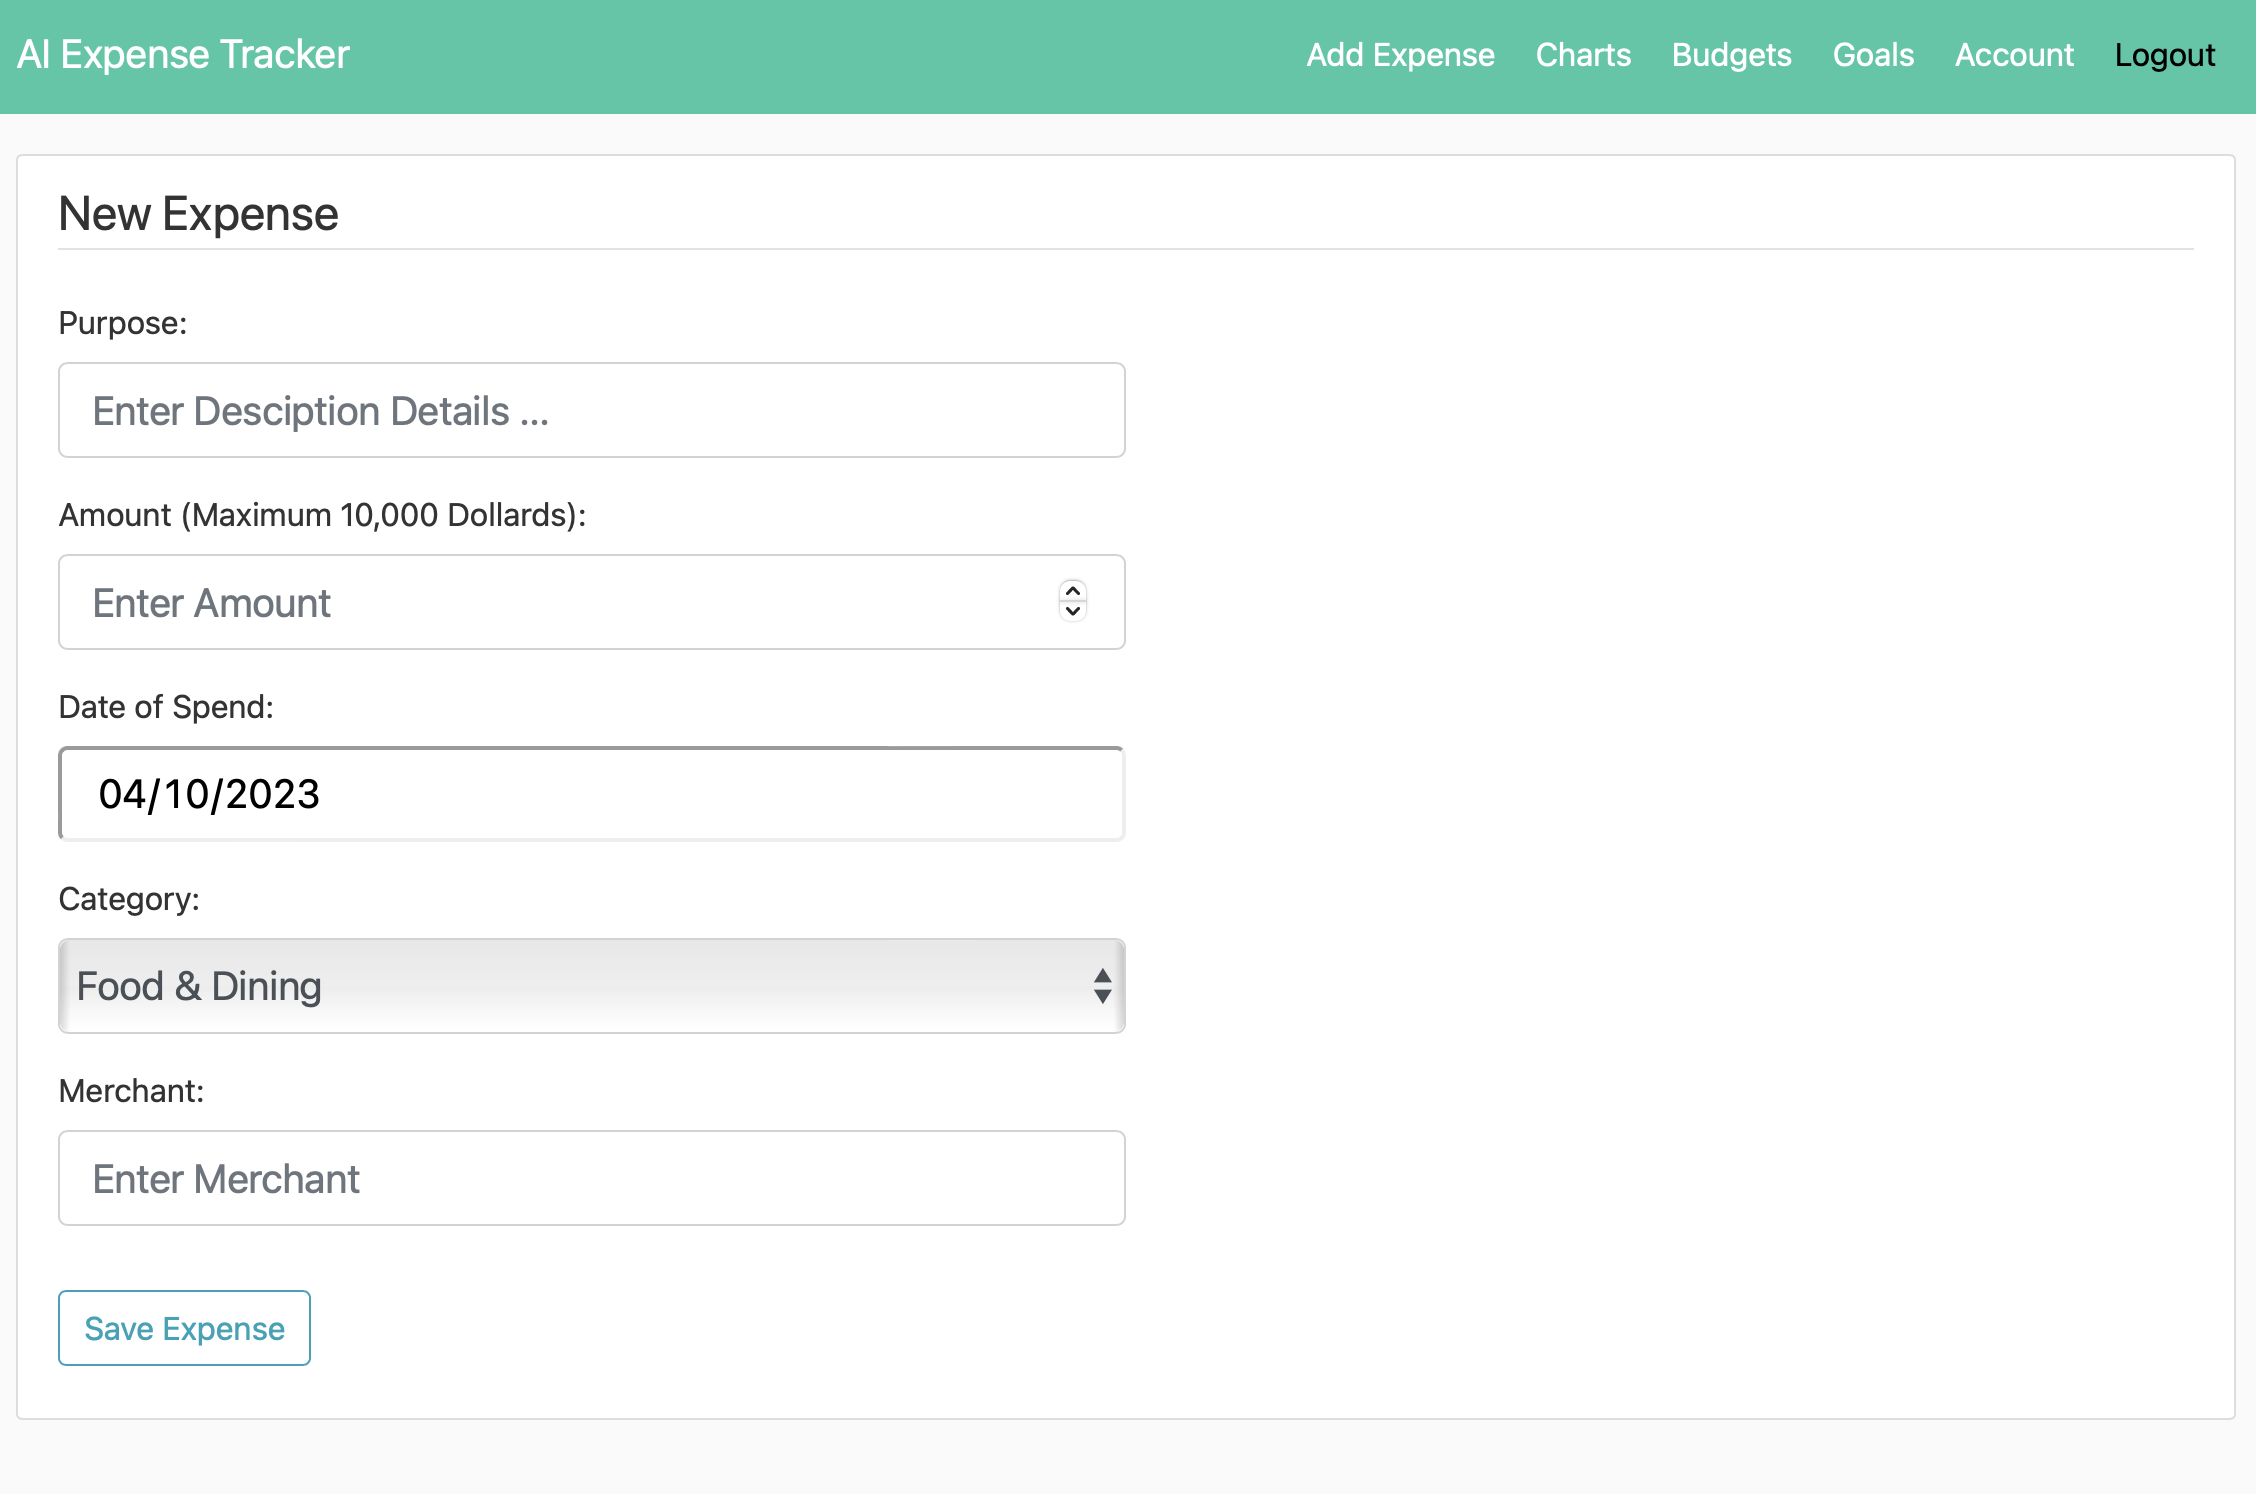 AI Expense Tracker Add Expense Charts Budgets Goals Account Logout
New Expense
Purpose:
Enter Desciption Details ...
Amount (Maximum 10,000 Dollards):
Enter Amount
Date of Spend:
04/10/2023
Category:
Food & Dining
Merchant:
Enter Merchant
Save Expense